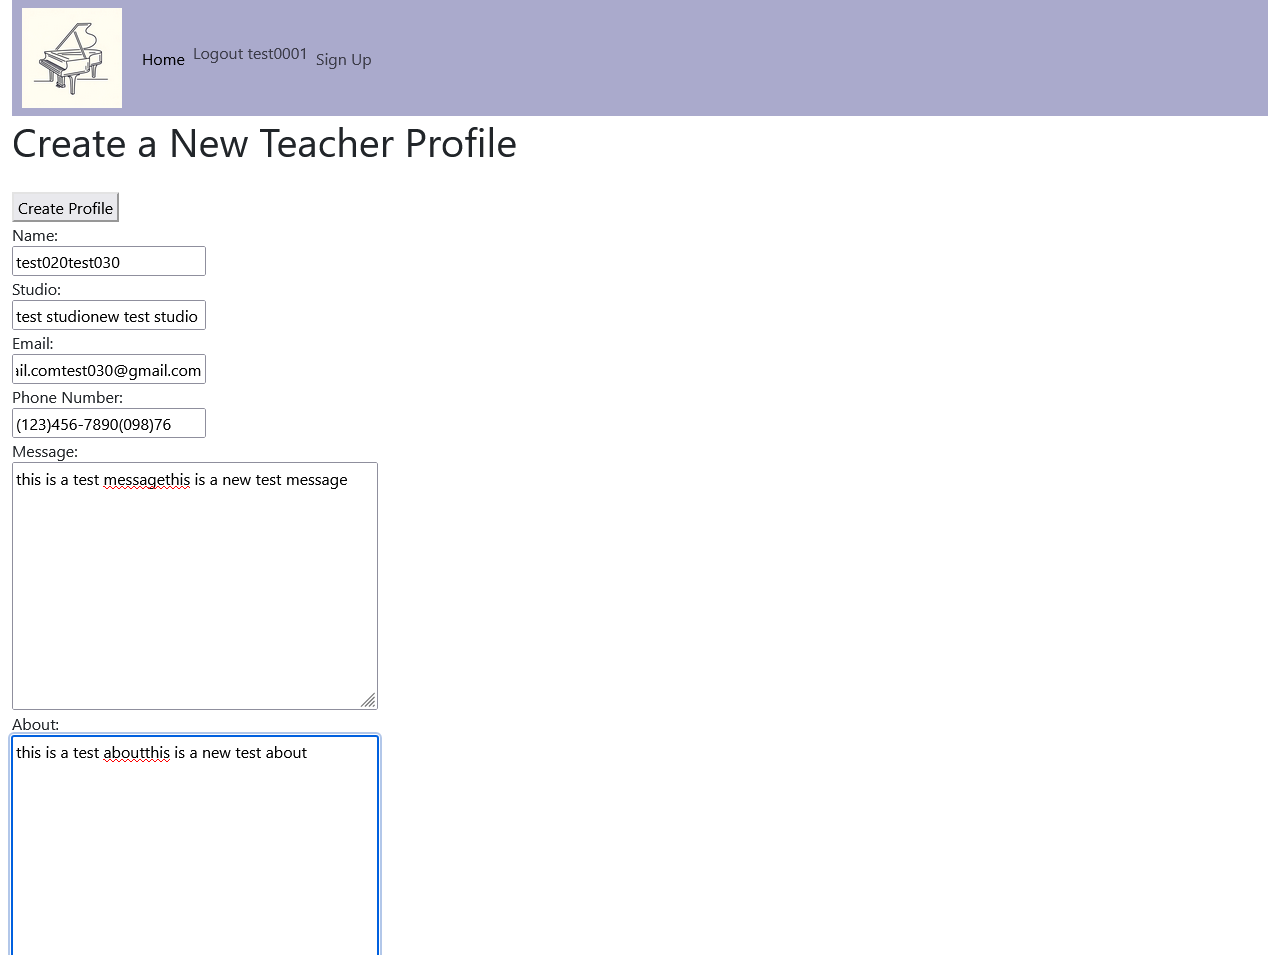 Home Logout test0001 Sign Up
Create a New Teacher Profile
Create Profile
Name:
test020test030
Studio:
test studionew test studio
Email:
ail.comtest030@gmail.com
Phone Number:
(123)456-7890(098)76
Message:
this is a test messagethis is a new test message
About:
this is a test aboutthis is a new test about